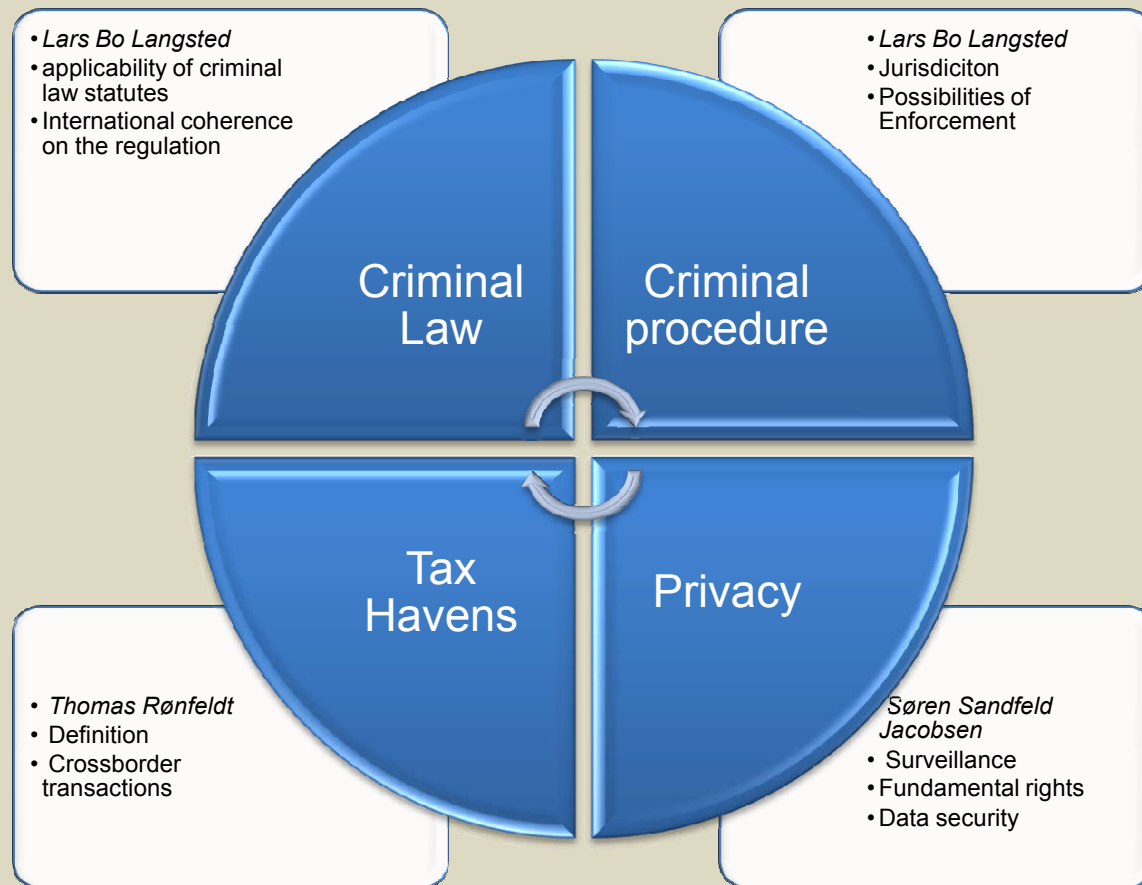 • Lars Bo Langsted
• applicability of criminal
law statutes
• International coherence
on the regulation
• Lars Bo Langsted
• Jurisdiciton
• Possibilities of
Enforcement
Criminal
Law
Criminal
procedure
Tax
Havens
Privacy
• Thomas Rønfeldt
• Definition
• Crossborder
transactions
Søren Sandfeld
Jacobsen
• Surveillance
• Fundamental rights
• Data security